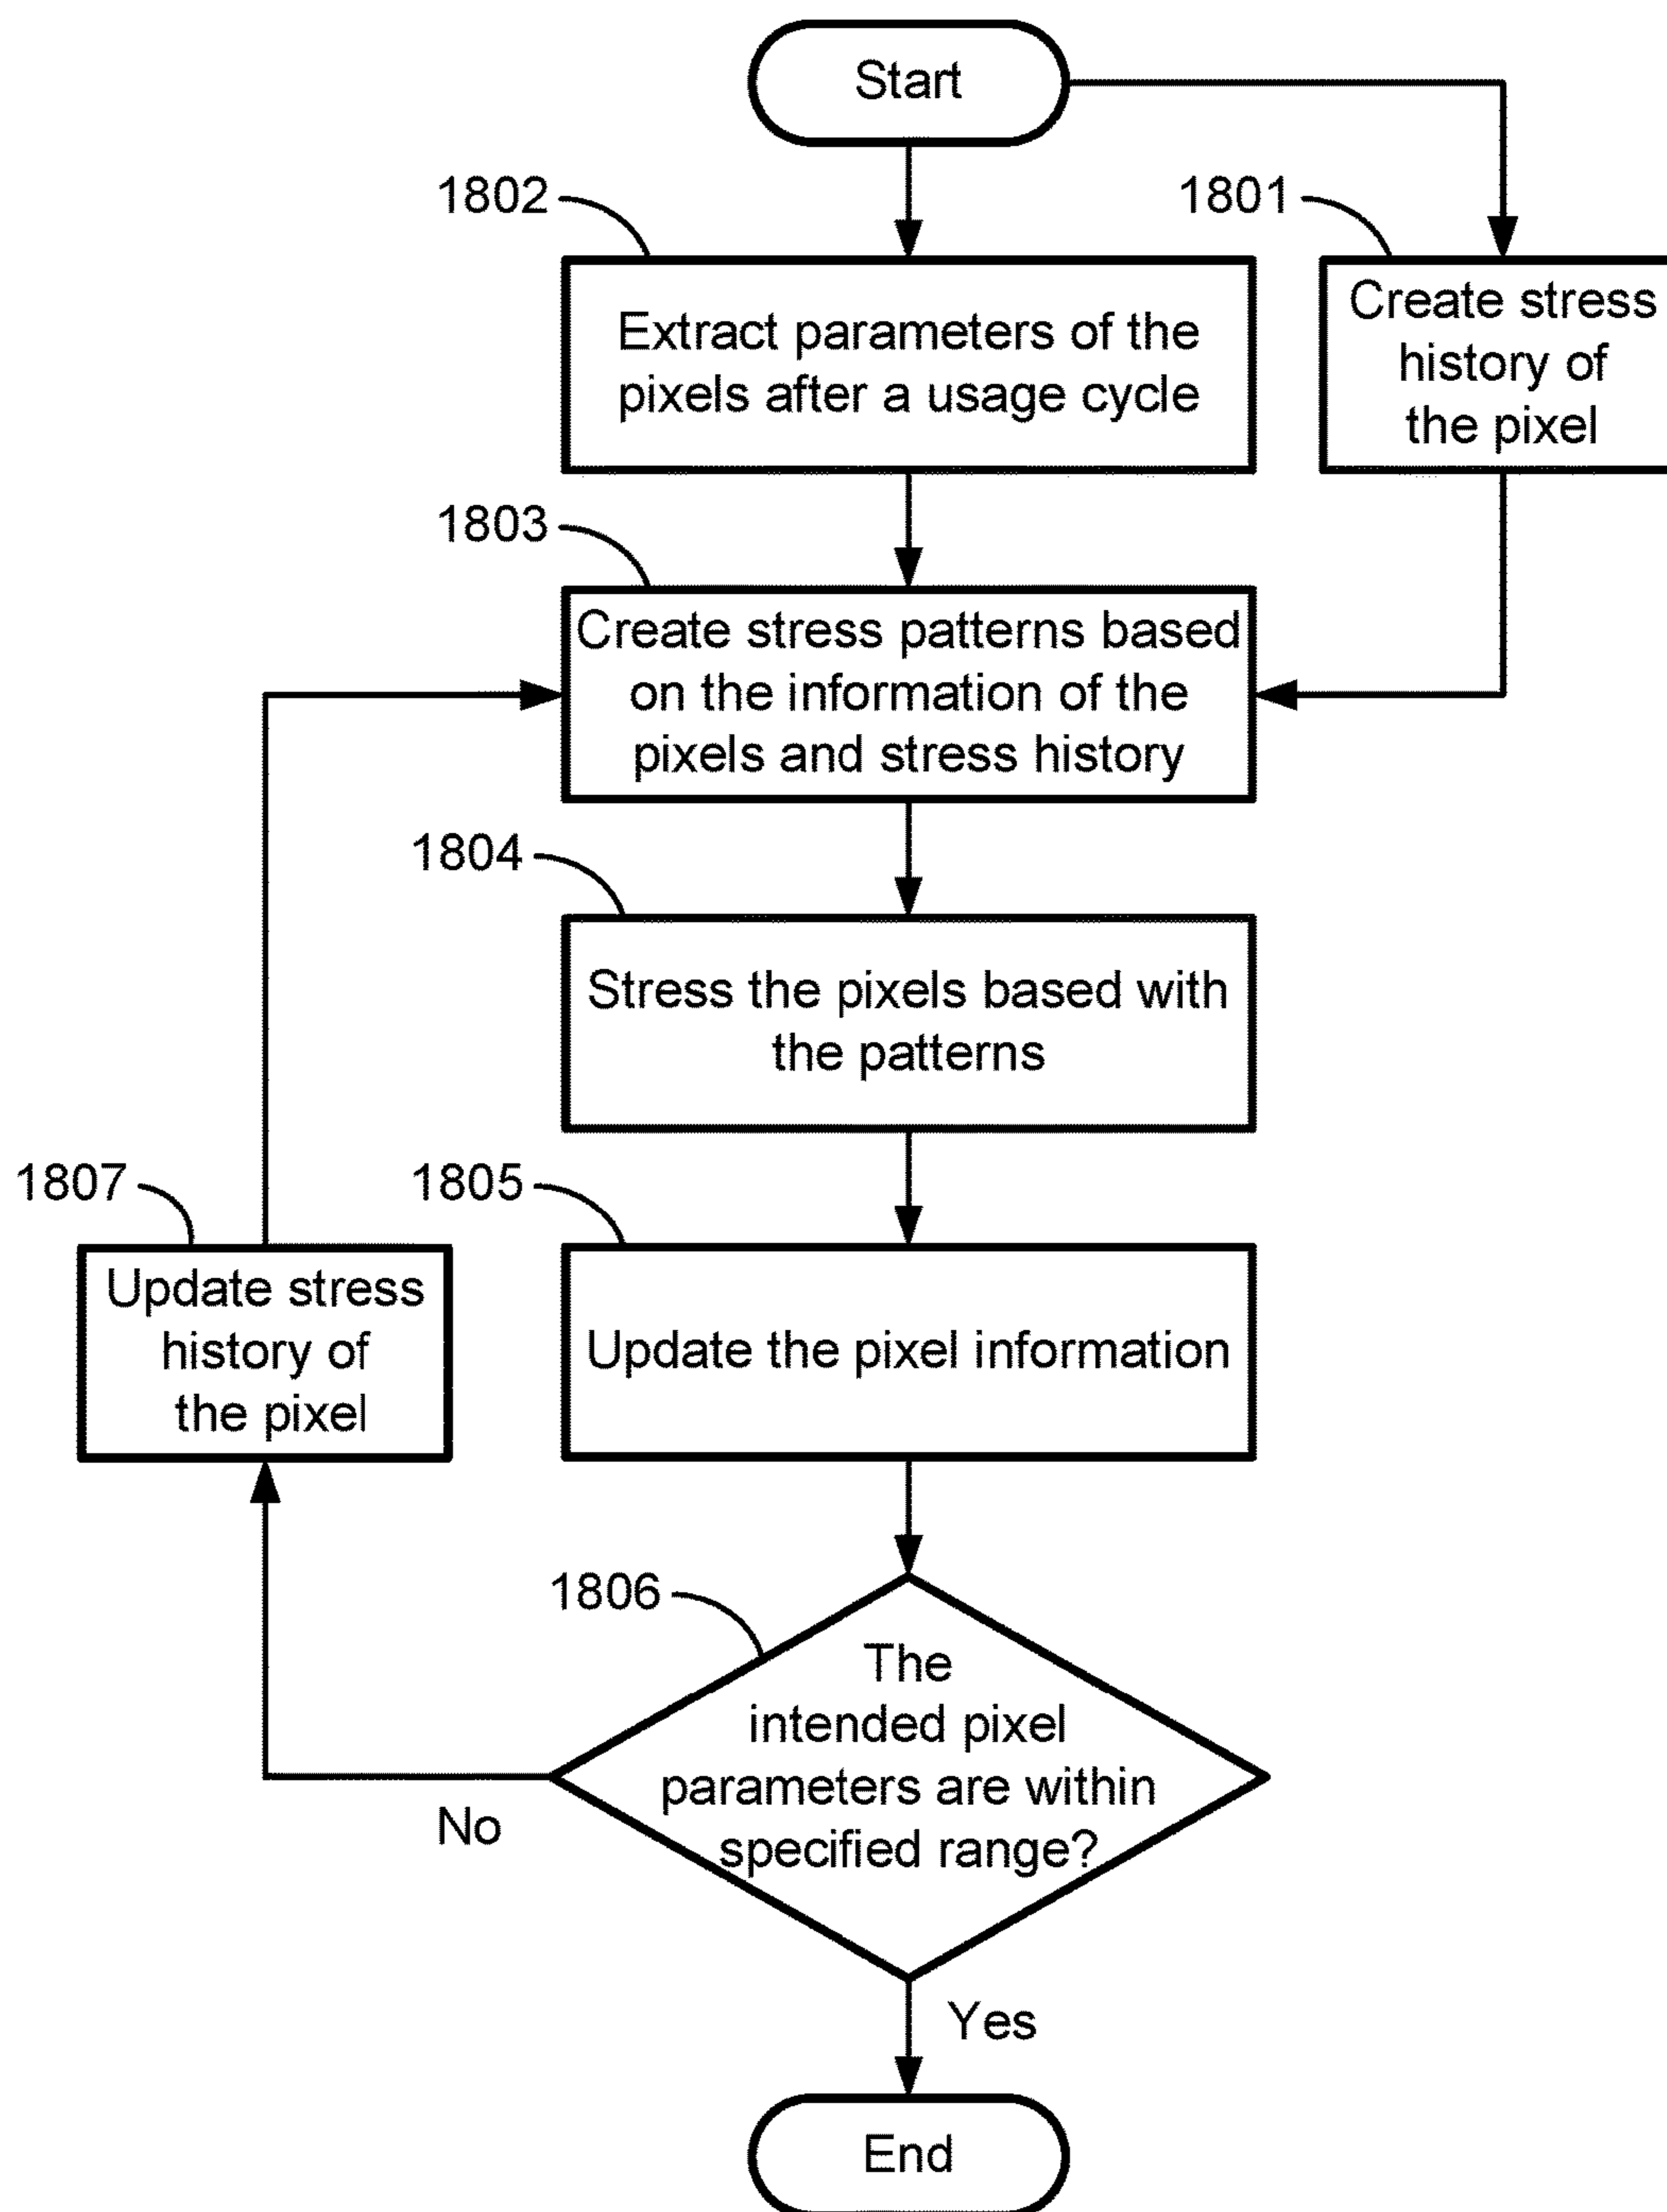 Start
1802
1801
Extract parameters of the
pixels after a usage cycle
Create stress
history of
the pixel
1803
Create stress patterns based
on the information of the
pixels and stress history
1804
Stress the pixels based with
the patterns
1807
1805
Update stress
history of
the pixel
Update the pixel information
1806
The
intended pixel
parameters are within
specified range?
No
Yes
End